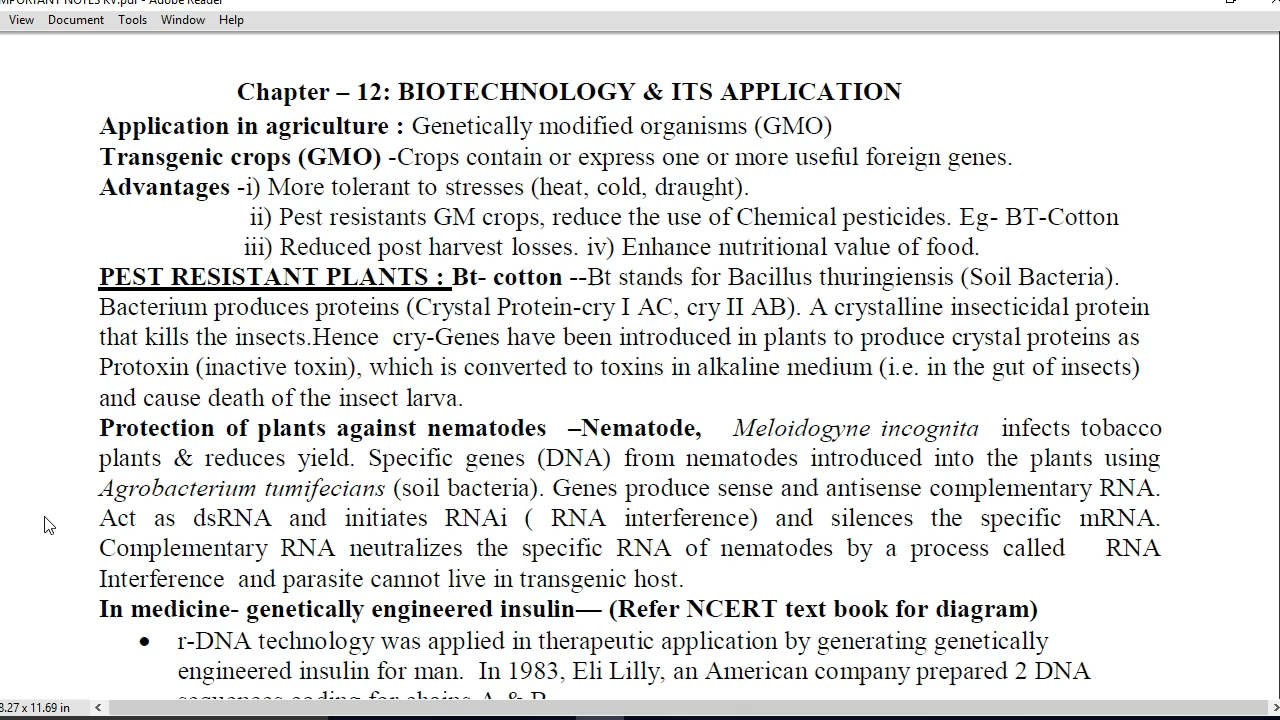 MPORTANT NOTES KV.pdf - Adobe Reader
View Document Tools Window Help
Chapter – 12: BIOTECHNOLOGY & ITS APPLICATION
Application in agriculture : Genetically modified organisms (GMO)
Transgenic crops (GMO) -Crops contain or express one or more useful foreign genes.
Advantages -i) More tolerant to stresses (heat, cold, draught).
ii) Pest resistants GM crops, reduce the use of Chemical pesticides. Eg- BT-Cotton
iii) Reduced post harvest losses. iv) Enhance nutritional value of food.
PEST RESISTANT PLANTS : Bt- cotton --Bt stands for Bacillus thuringiensis (Soil Bacteria).
Bacterium produces proteins (Crystal Protein-cry I AC, cry II AB). A crystalline insecticidal protein
that kills the insects.Hence cry-Genes have been introduced in plants to produce crystal proteins as
Protoxin (inactive toxin), which is converted to toxins in alkaline medium (i.e. in the gut of insects)
and cause death of the insect larva.
Protection of plants against nematodes –Nematode, Meloidogyne incognita infects tobacco
plants & reduces yield. Specific genes (DNA) from nematodes introduced into the plants using
Agrobacterium tumifecians (soil bacteria). Genes produce sense and antisense complementary RNA.
Act as dsRNA and initiates RNAi ( RNA interference) and silences the specific mRNA.
Complementary RNA neutralizes the specific RNA of nematodes by a process called RNA
Interference and parasite cannot live in transgenic host.
In medicine- genetically engineered insulin— (Refer NCERT text book for diagram)
• r-DNA technology was applied in therapeutic application by generating genetically
engineered insulin for man. In 1983, Eli Lilly, an American company prepared 2 DNA
sequences coding for chains A & B
8.27 x 11.69 in